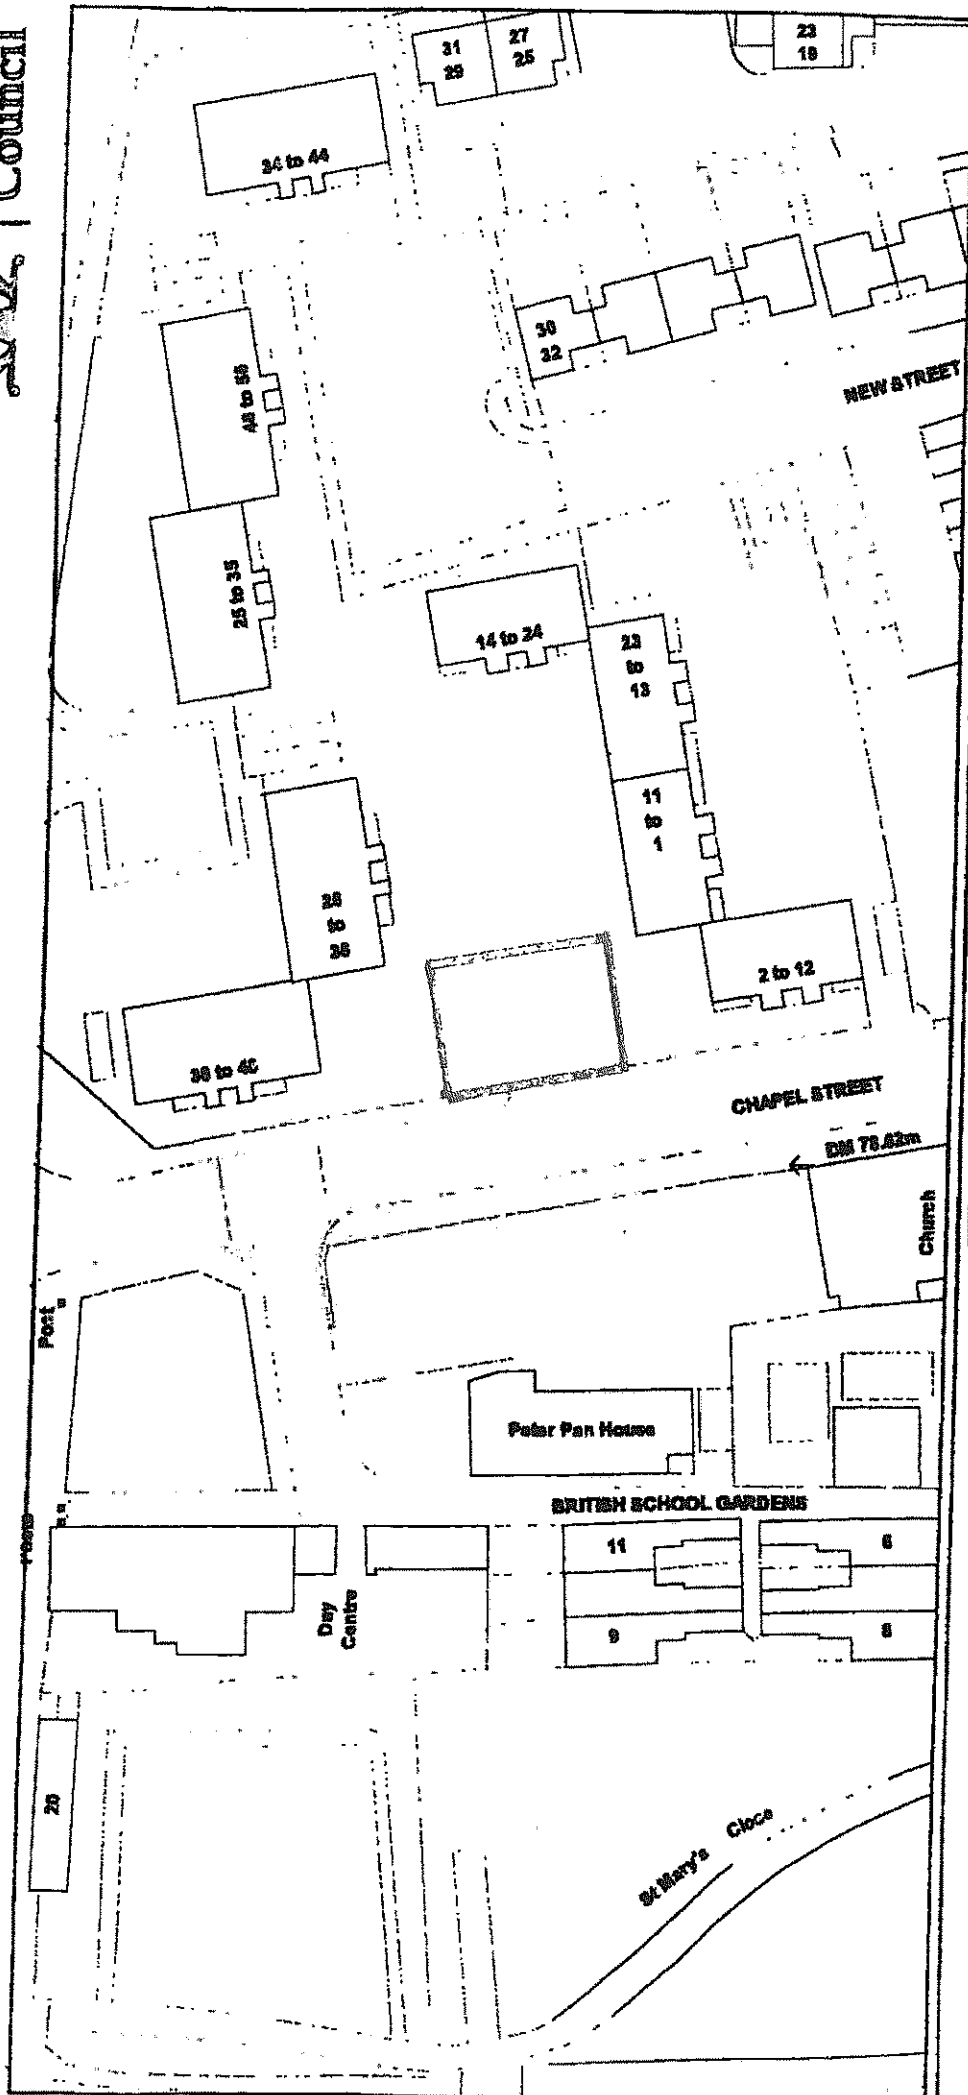 Council
31
29
27
25
23
19
34 to 44
46 to 56
30
32
NEW STREET
25 to 35
14 to 24
23
to
13
11
to
1
26
to
36
2 to 12
38 to
CHAPEL STREET
BM 78.62m
Church
Post
Peter Pan House
BRITISH SCHOOL GARDENS
11
6
9
8
Day
Centre
20
St Mary's Close